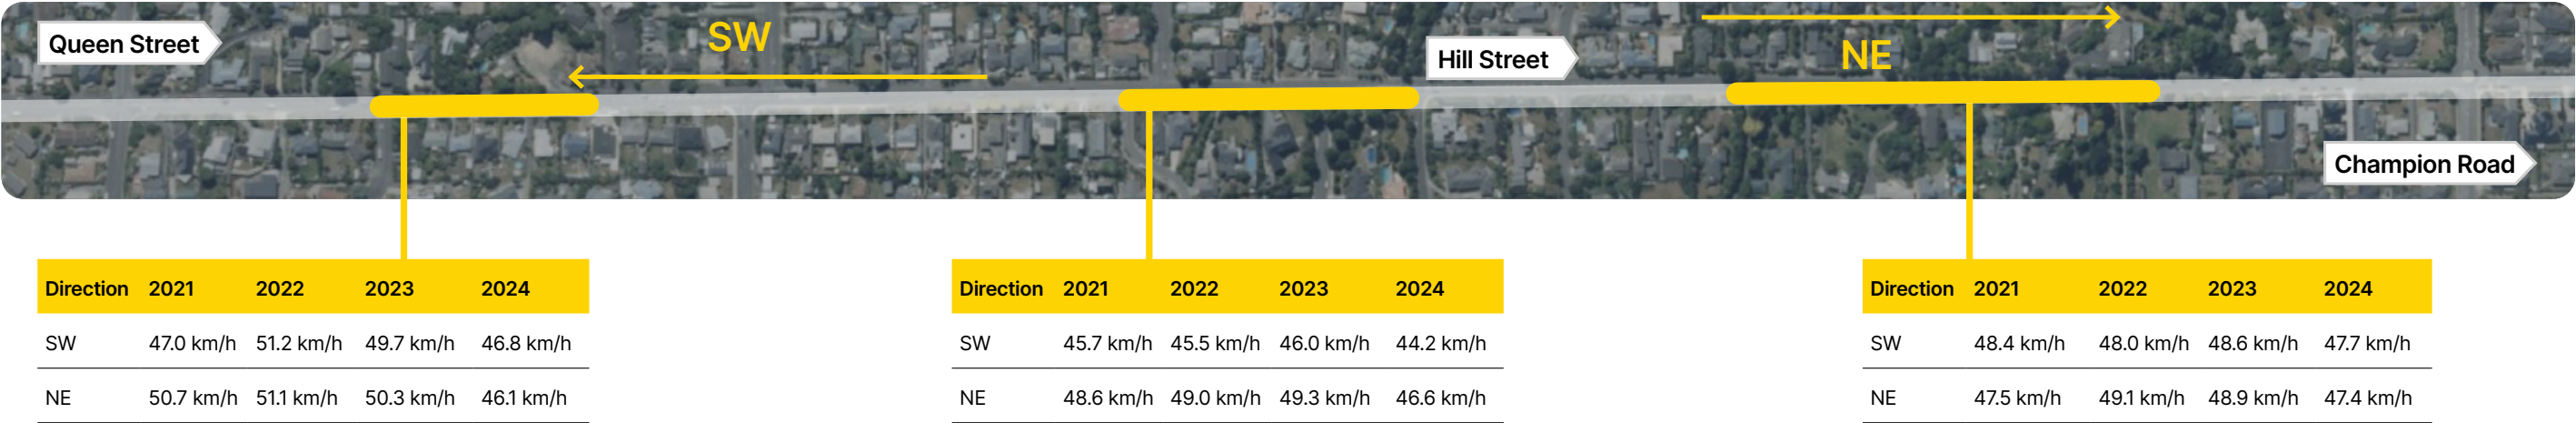 Queen Street
SW
Hill Street
NE
Champion Road
Direction 2021 2022 2023 2024
SW 47.0 km/h 51.2 km/h 49.7 km/h 46.8 km/h
NE 50.7 km/h 51.1 km/h 50.3 km/h 46.1 km/h
Direction 2021 2022 2023 2024
SW 45.7 km/h 45.5 km/h 46.0 km/h 44.2 km/h
NE 48.6 km/h 49.0 km/h 49.3 km/h 46.6 km/h
Direction 2021 2022 2023 2024
SW 48.4 km/h 48.0 km/h 48.6 km/h 47.7 km/h
NE 47.5 km/h 49.1 km/h 48.9 km/h 47.4 km/h